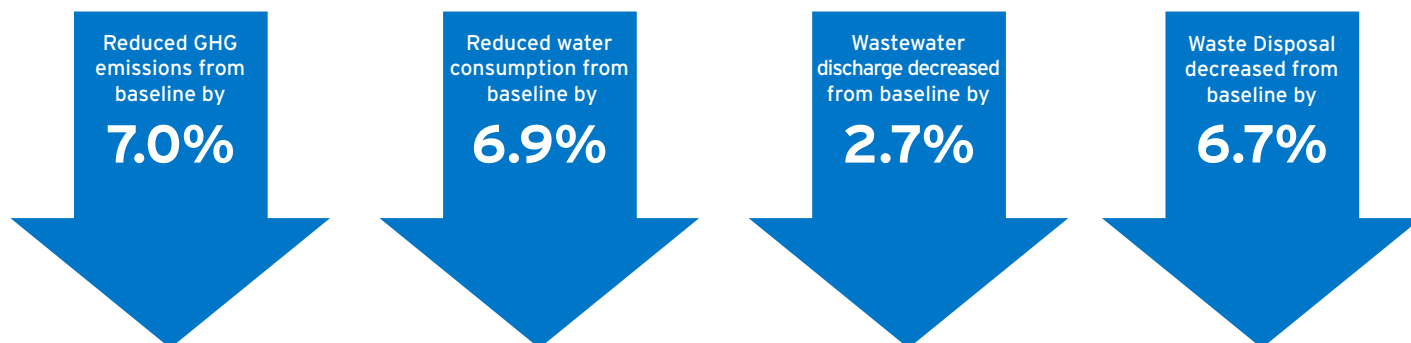 Reduced GHG
emissions from
baseline by
7.0%
Reduced water
consumption from
baseline by
6.9%
Wastewater
discharge decreased
from baseline by
2.7%
Waste Disposal
decreased from
baseline by
6.7%